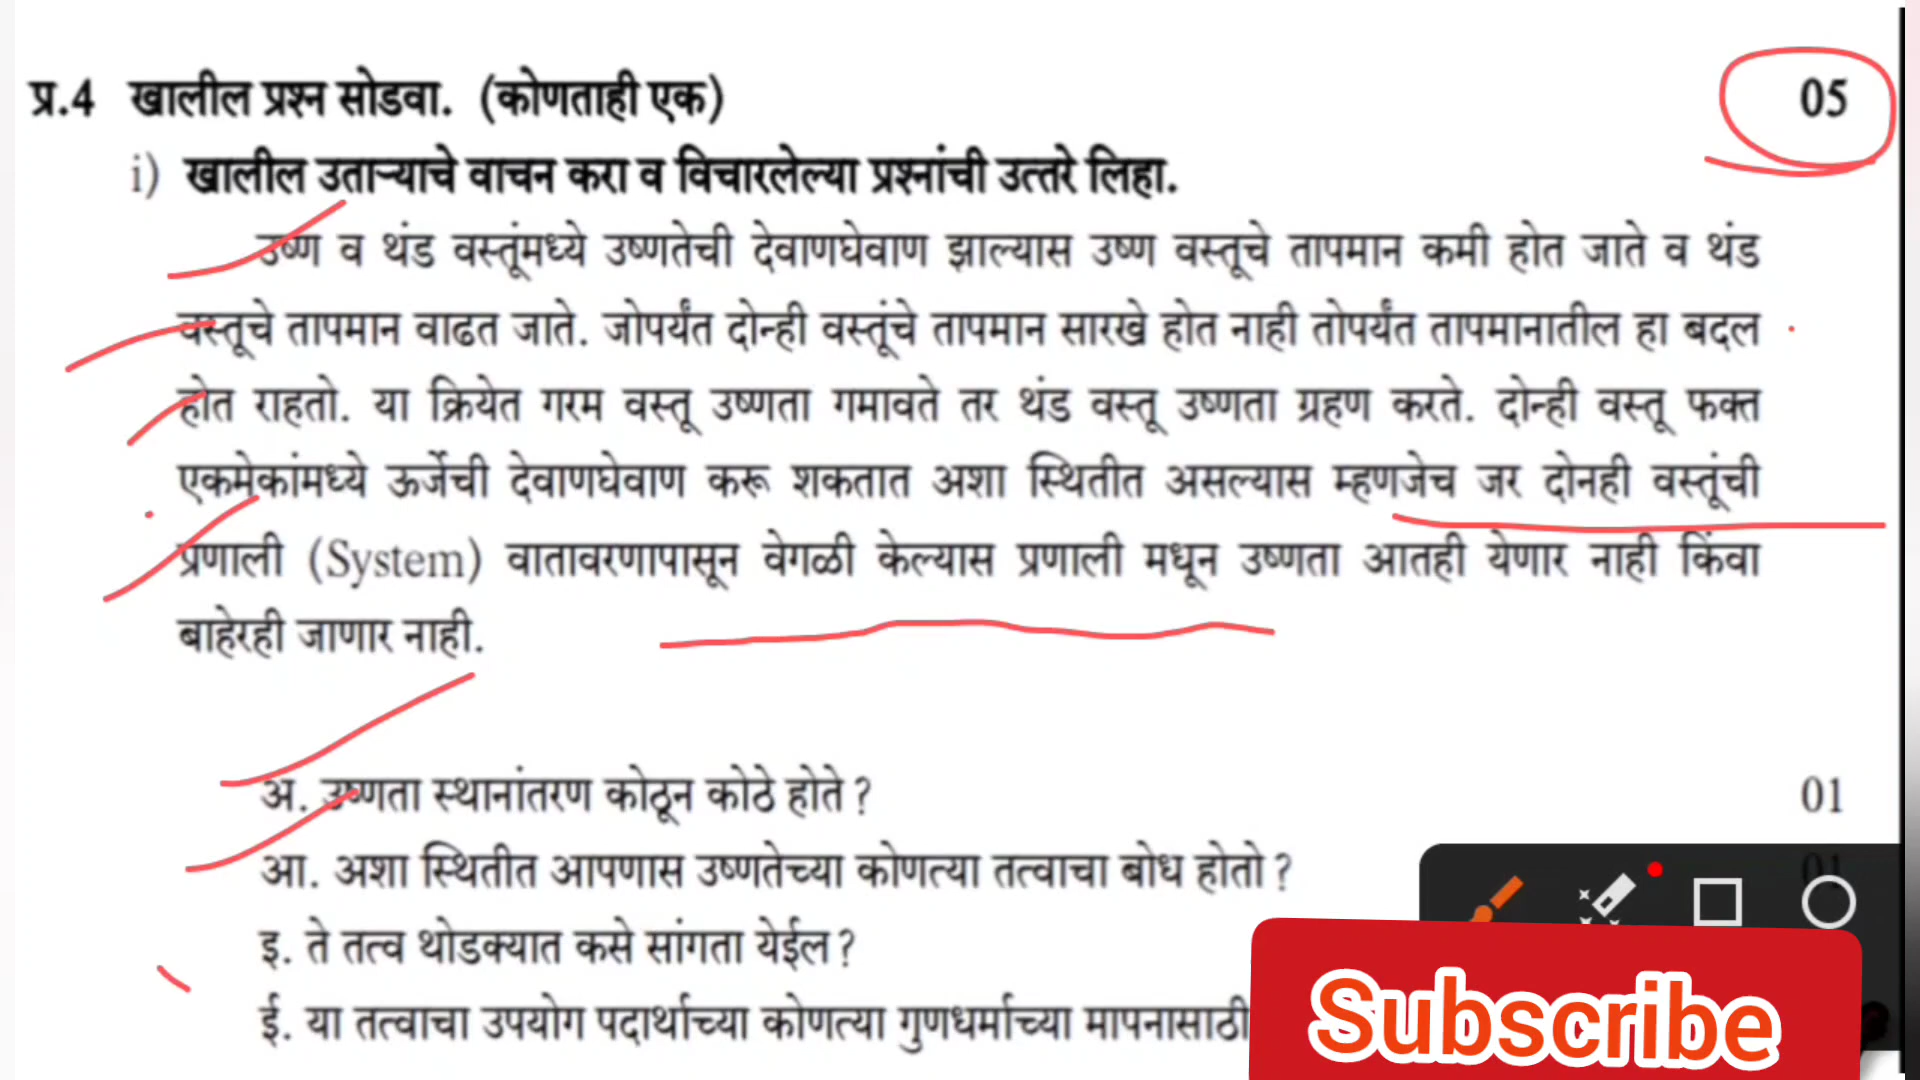 प्र.4 खालील प्रश्न सोडवा. (कोणताही एक) 05
i) खालील उताऱ्याचे वाचन करा व विचारलेल्या प्रश्नांची उत्तरे लिहा.
उष्ण व थंड वस्तूंमध्ये उष्णतेची देवाणघेवाण झाल्यास उष्ण वस्तूचे तापमान कमी होत जाते व थंड
वस्तूचे तापमान वाढत जाते. जोपर्यंत दोन्ही वस्तूंचे तापमान सारखे होत नाही तोपर्यंत तापमानातील हा बदल
होत राहतो. या क्रियेत गरम वस्तू उष्णता गमावते तर थंड वस्तू उष्णता ग्रहण करते. दोन्ही वस्तू फक्त
एकमेकांमध्ये ऊर्जेची देवाणघेवाण करू शकतात अशा स्थितीत असल्यास म्हणजेच जर दोनही वस्तूंची
प्रणाली (System) वातावरणापासून वेगळी केल्यास प्रणाली मधून उष्णता आतही येणार नाही किंवा
बाहेरही जाणार नाही.
अ. उष्णता स्थानांतरण कोठून कोठे होते ? 01
आ. अशा स्थितीत आपणास उष्णतेच्या कोणत्या तत्वाचा बोध होतो ? 01
इ. ते तत्व थोडक्यात कसे सांगता येईल ?
ई. या तत्वाचा उपयोग पदार्थाच्या कोणत्या गुणधर्माच्या मापनासाठी
Subscribe